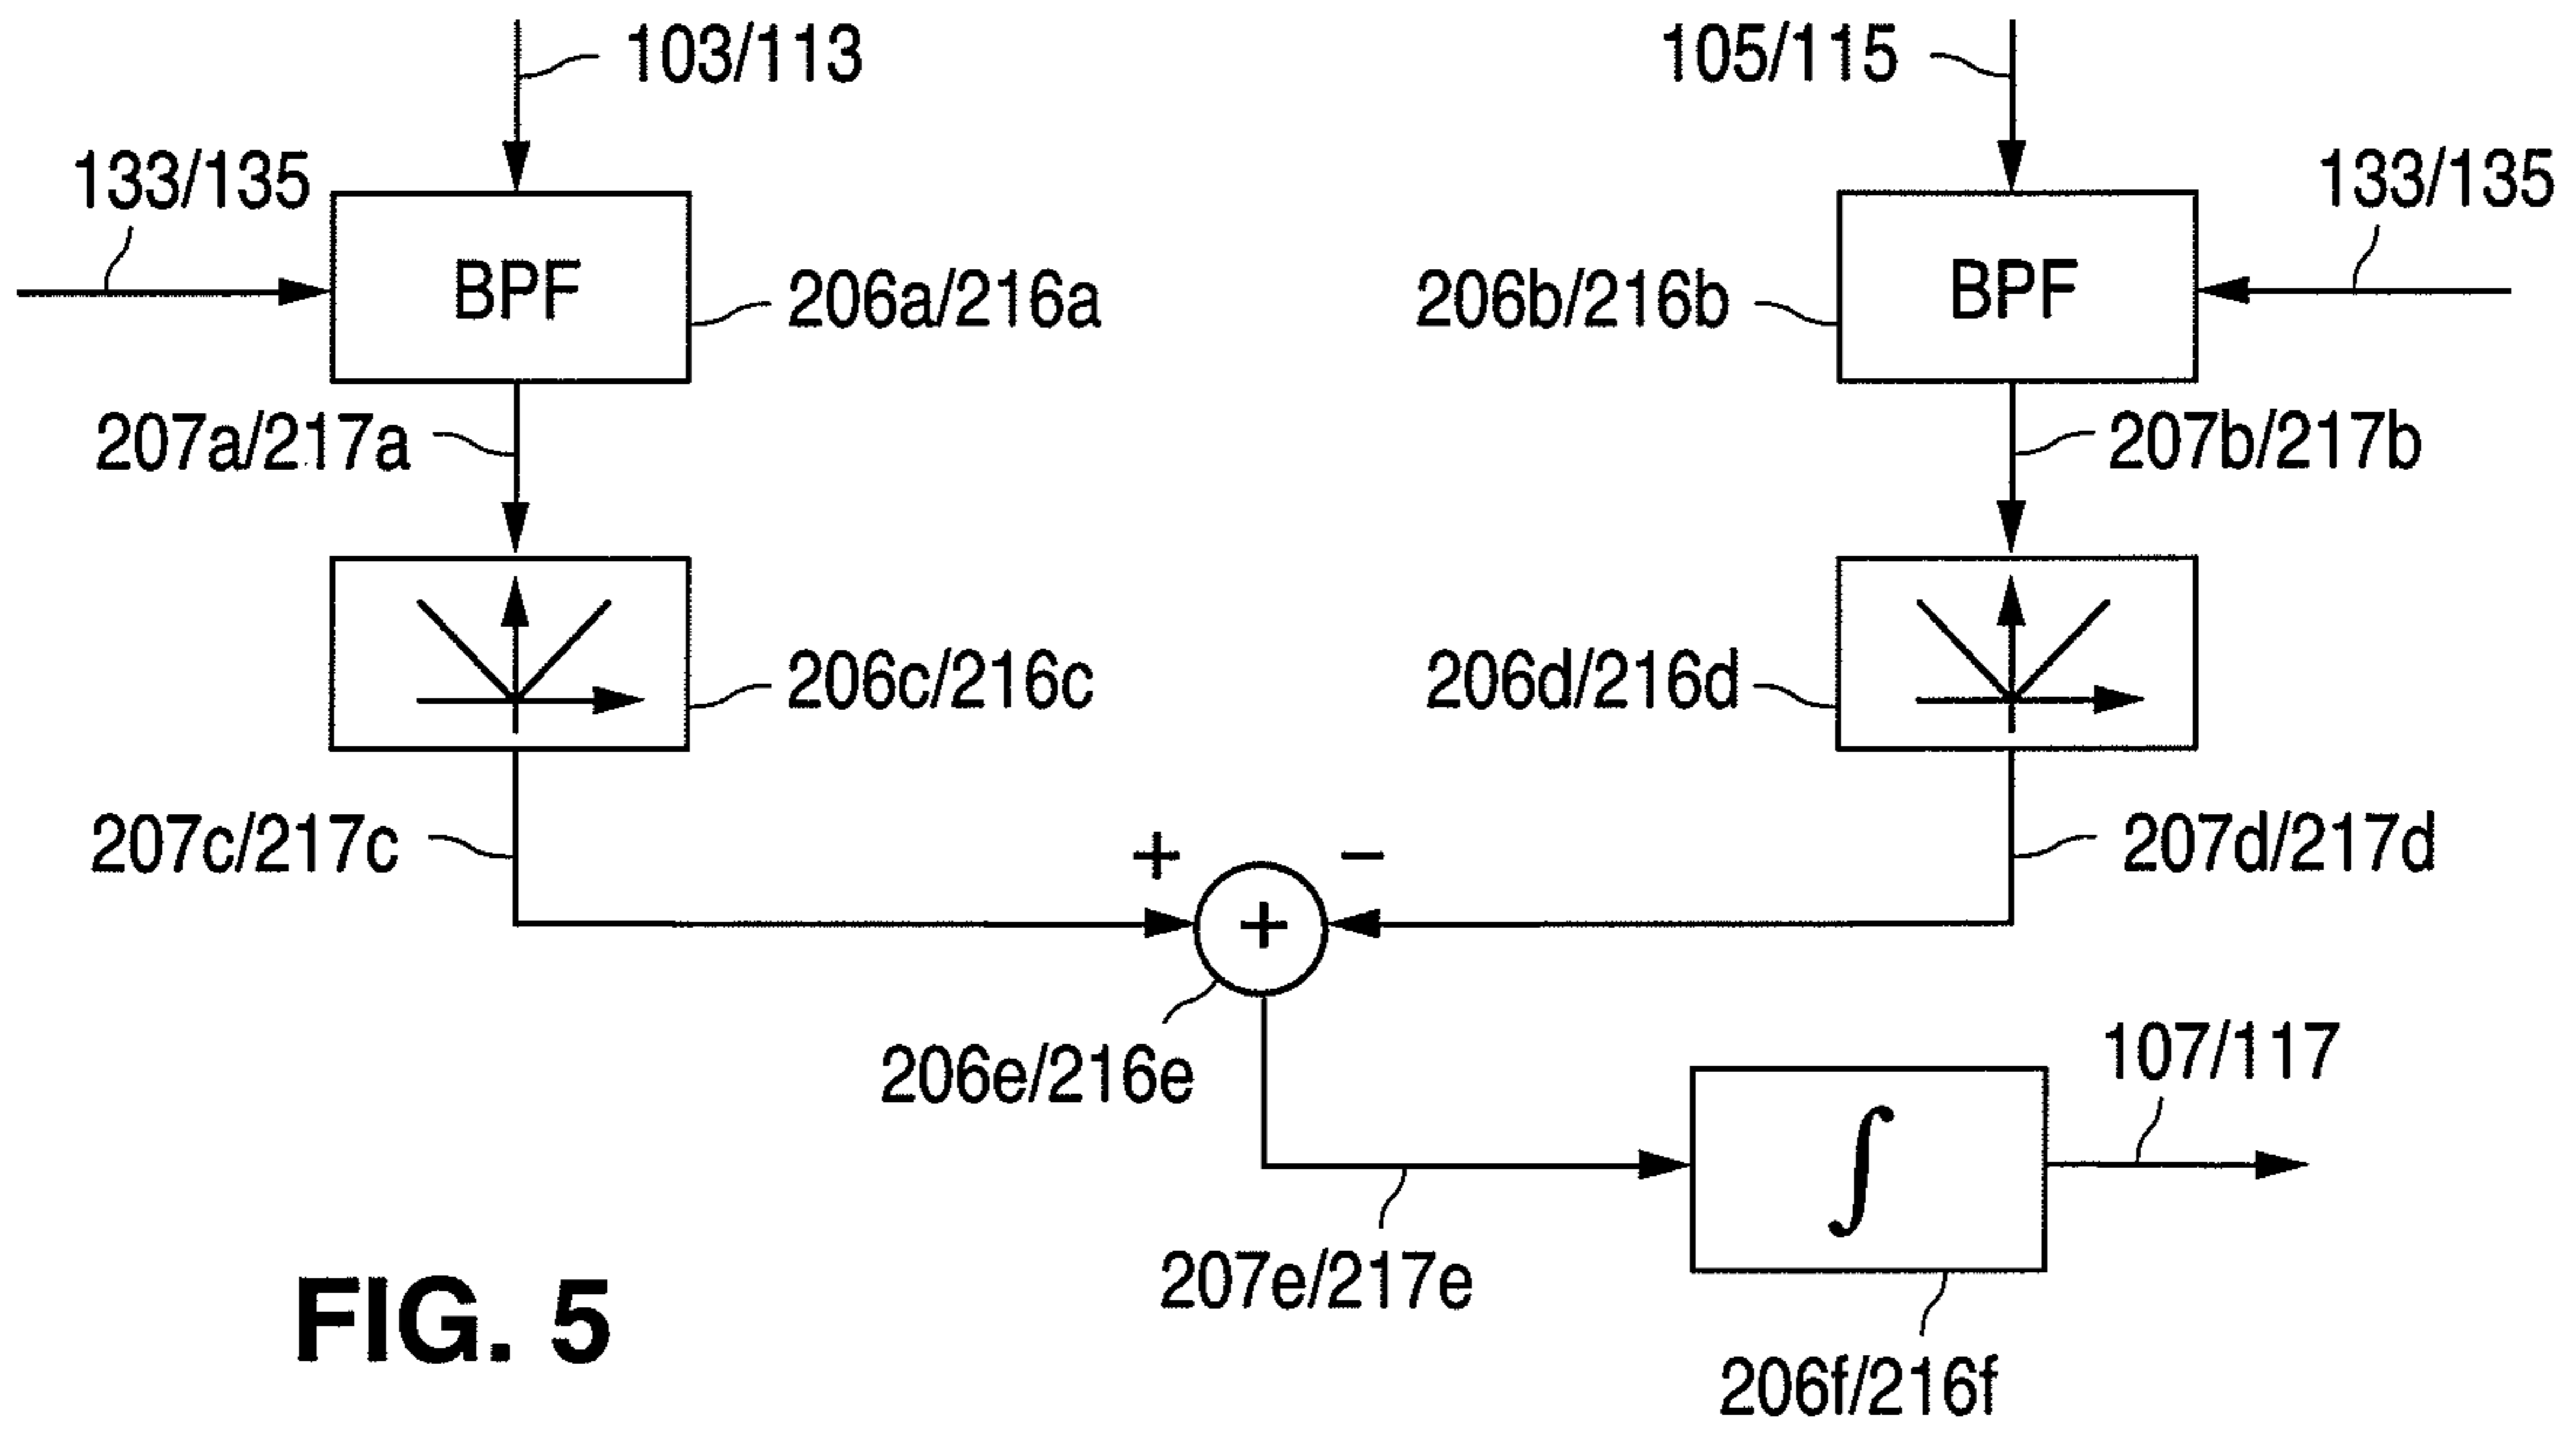 103/113
105/115
133/135
133/135
BPF
206a/216a
206b/216b
BPF
207a/217a
207b/217b
206c/216c
206d/216d
207c/217c
+
−
207d/217d
+
206e/216e
107/117
∫
207e/217e
FIG. 5
206f/216f